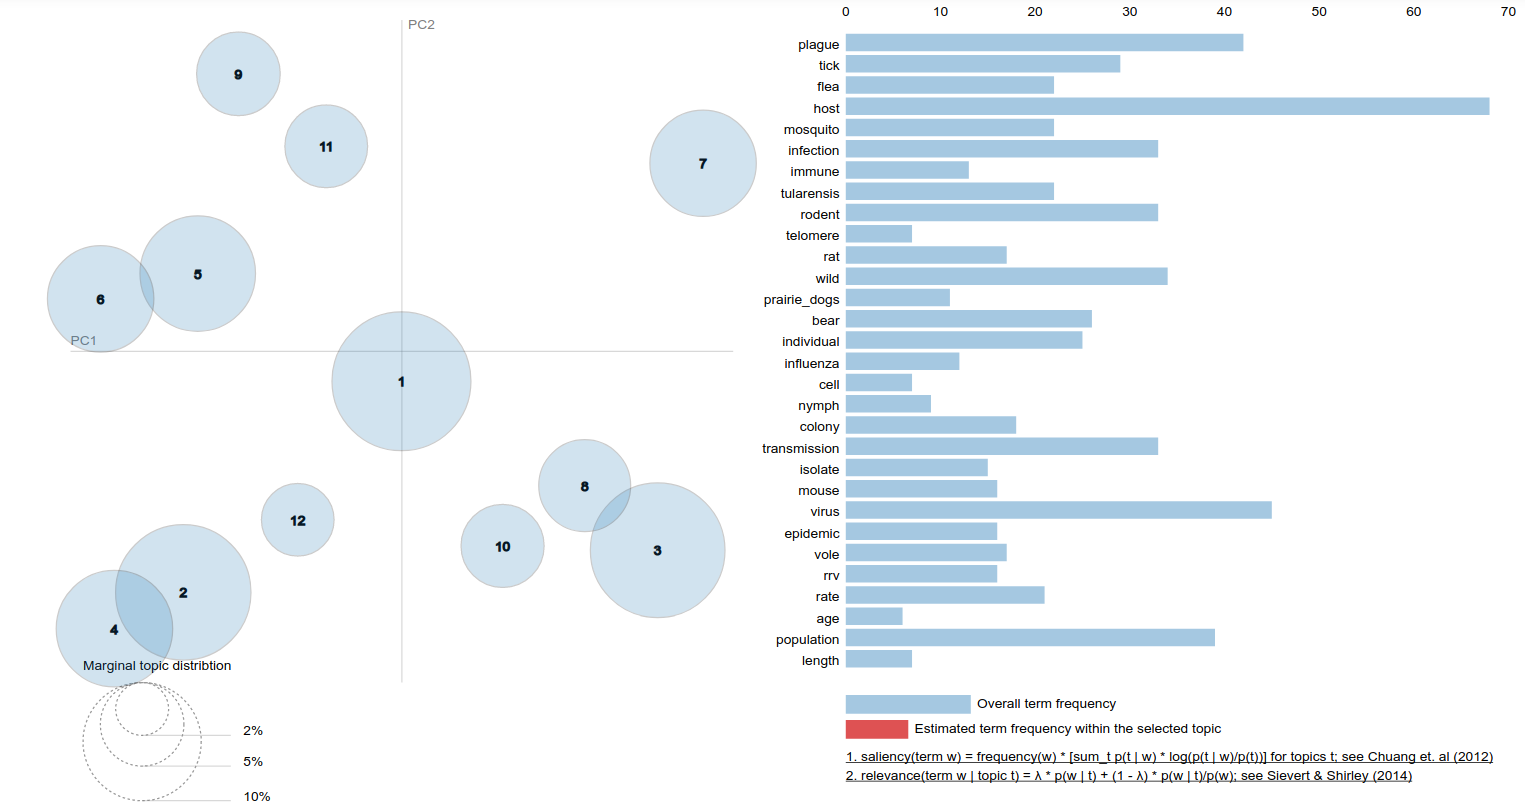 PC2
9
11
7
5
6
PC1
1
8
12
10
3
2
4
Marginal topic distribtion
2%
5%
10%
0 10 20 30 40 50 60 70
plague
tick
flea
host
mosquito
infection
immune
tularensis
rodent
telomere
rat
wild
prairie_dogs
bear
individual
influenza
cell
nymph
colony
transmission
isolate
mouse
virus
epidemic
vole
rrv
rate
age
population
length
Overall term frequency
Estimated term frequency within the selected topic
1. saliency(term w) = frequency(w) * [sum_t p(t | w) * log(p(t | w)/p(t))] for topics t; see Chuang et. al (2012)
2. relevance(term w | topic t) = λ * p(w | t) + (1 - λ) * p(w | t)/p(w); see Sievert & Shirley (2014)